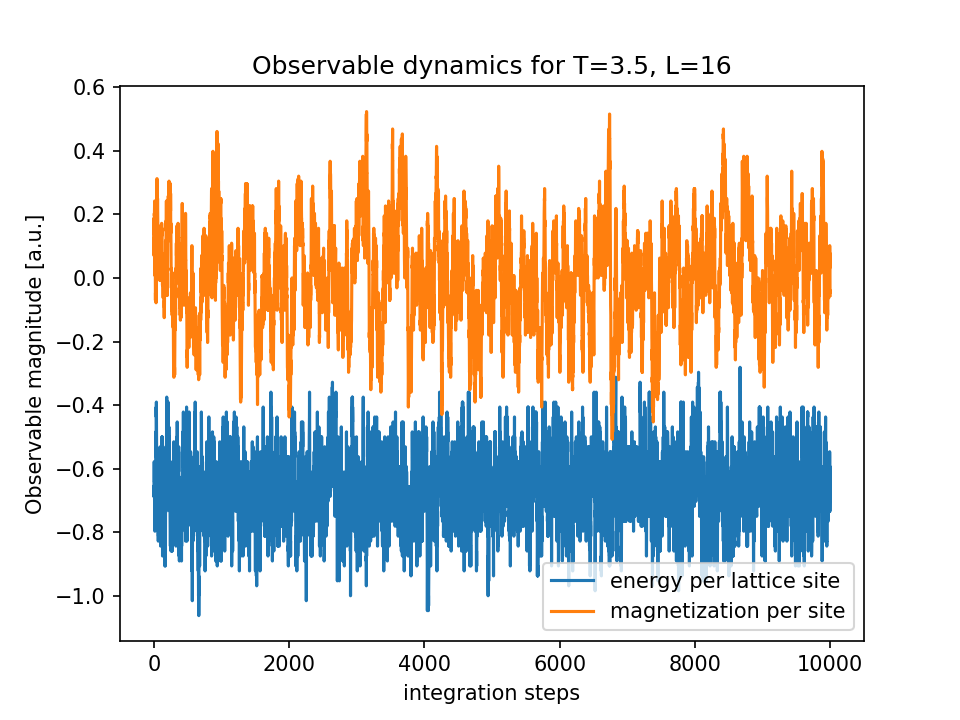 Observable dynamics for T=3.5, L=16
Observable magnitude [a.u.]
0.6
0.4
0.2
0.0
−0.2
−0.4
−0.6
−0.8
−1.0
energy per lattice site
magnetization per site
0 2000 4000 6000 8000 10000
integration steps